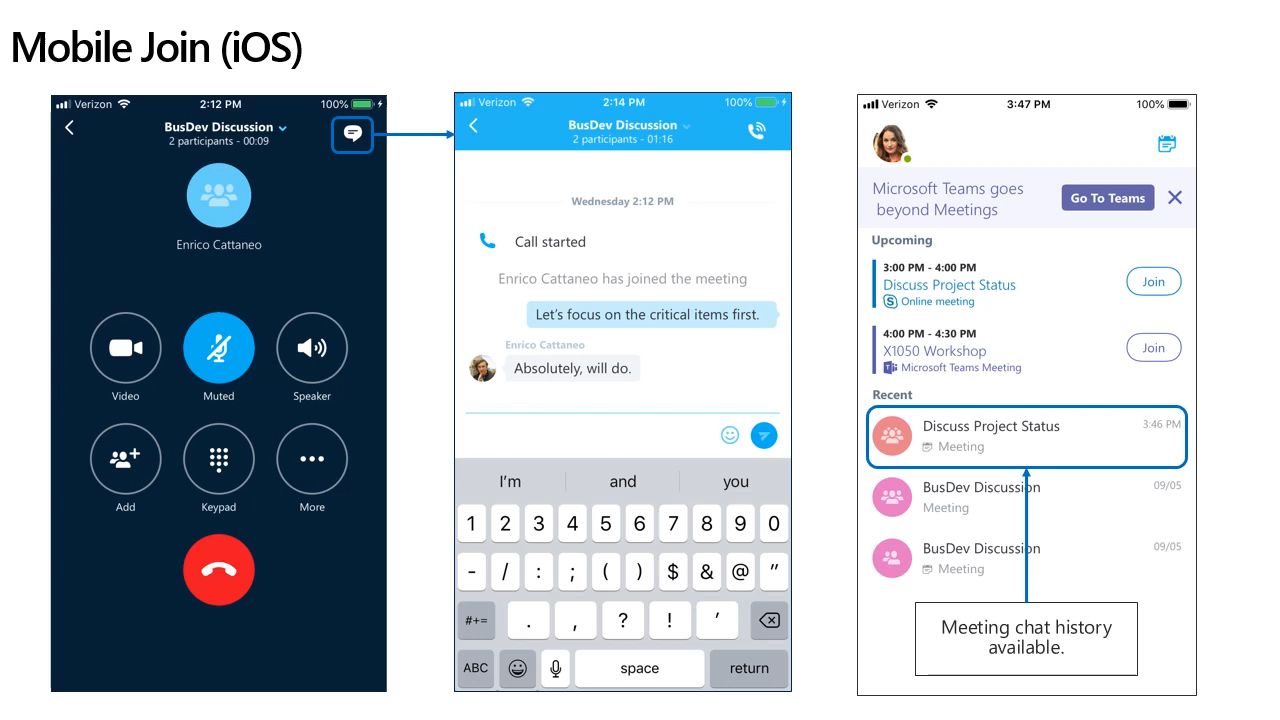 Mobile Join (iOS)
Verizon 2:12 PM 100%
BusDev Discussion
2 participants - 00:09
Enrico Cattaneo
Video Muted Speaker
Add Keypad More
Verizon 2:14 PM 100%
BusDev Discussion
2 participants - 01:16
Wednesday 2:12 PM
Call started
Enrico Cattaneo has joined the meeting
Let's focus on the critical items first.
Enrico Cattaneo
Absolutely, will do.
I'm and you
1 2 3 4 5 6 7 8 9 0
- / : ; ( ) $ & @ "
#+= . , ? ! '
ABC space return
Verizon 3:47 PM 100%
Microsoft Teams goes
beyond Meetings
Go To Teams
Upcoming
3:00 PM - 4:00 PM
Discuss Project Status
Online meeting
Join
4:00 PM - 4:30 PM
X1050 Workshop
Microsoft Teams Meeting
Join
Recent
Discuss Project Status 3:46 PM
Meeting
BusDev Discussion 09/05
Meeting
BusDev Discussion 09/05
Meeting
Meeting chat history
available.